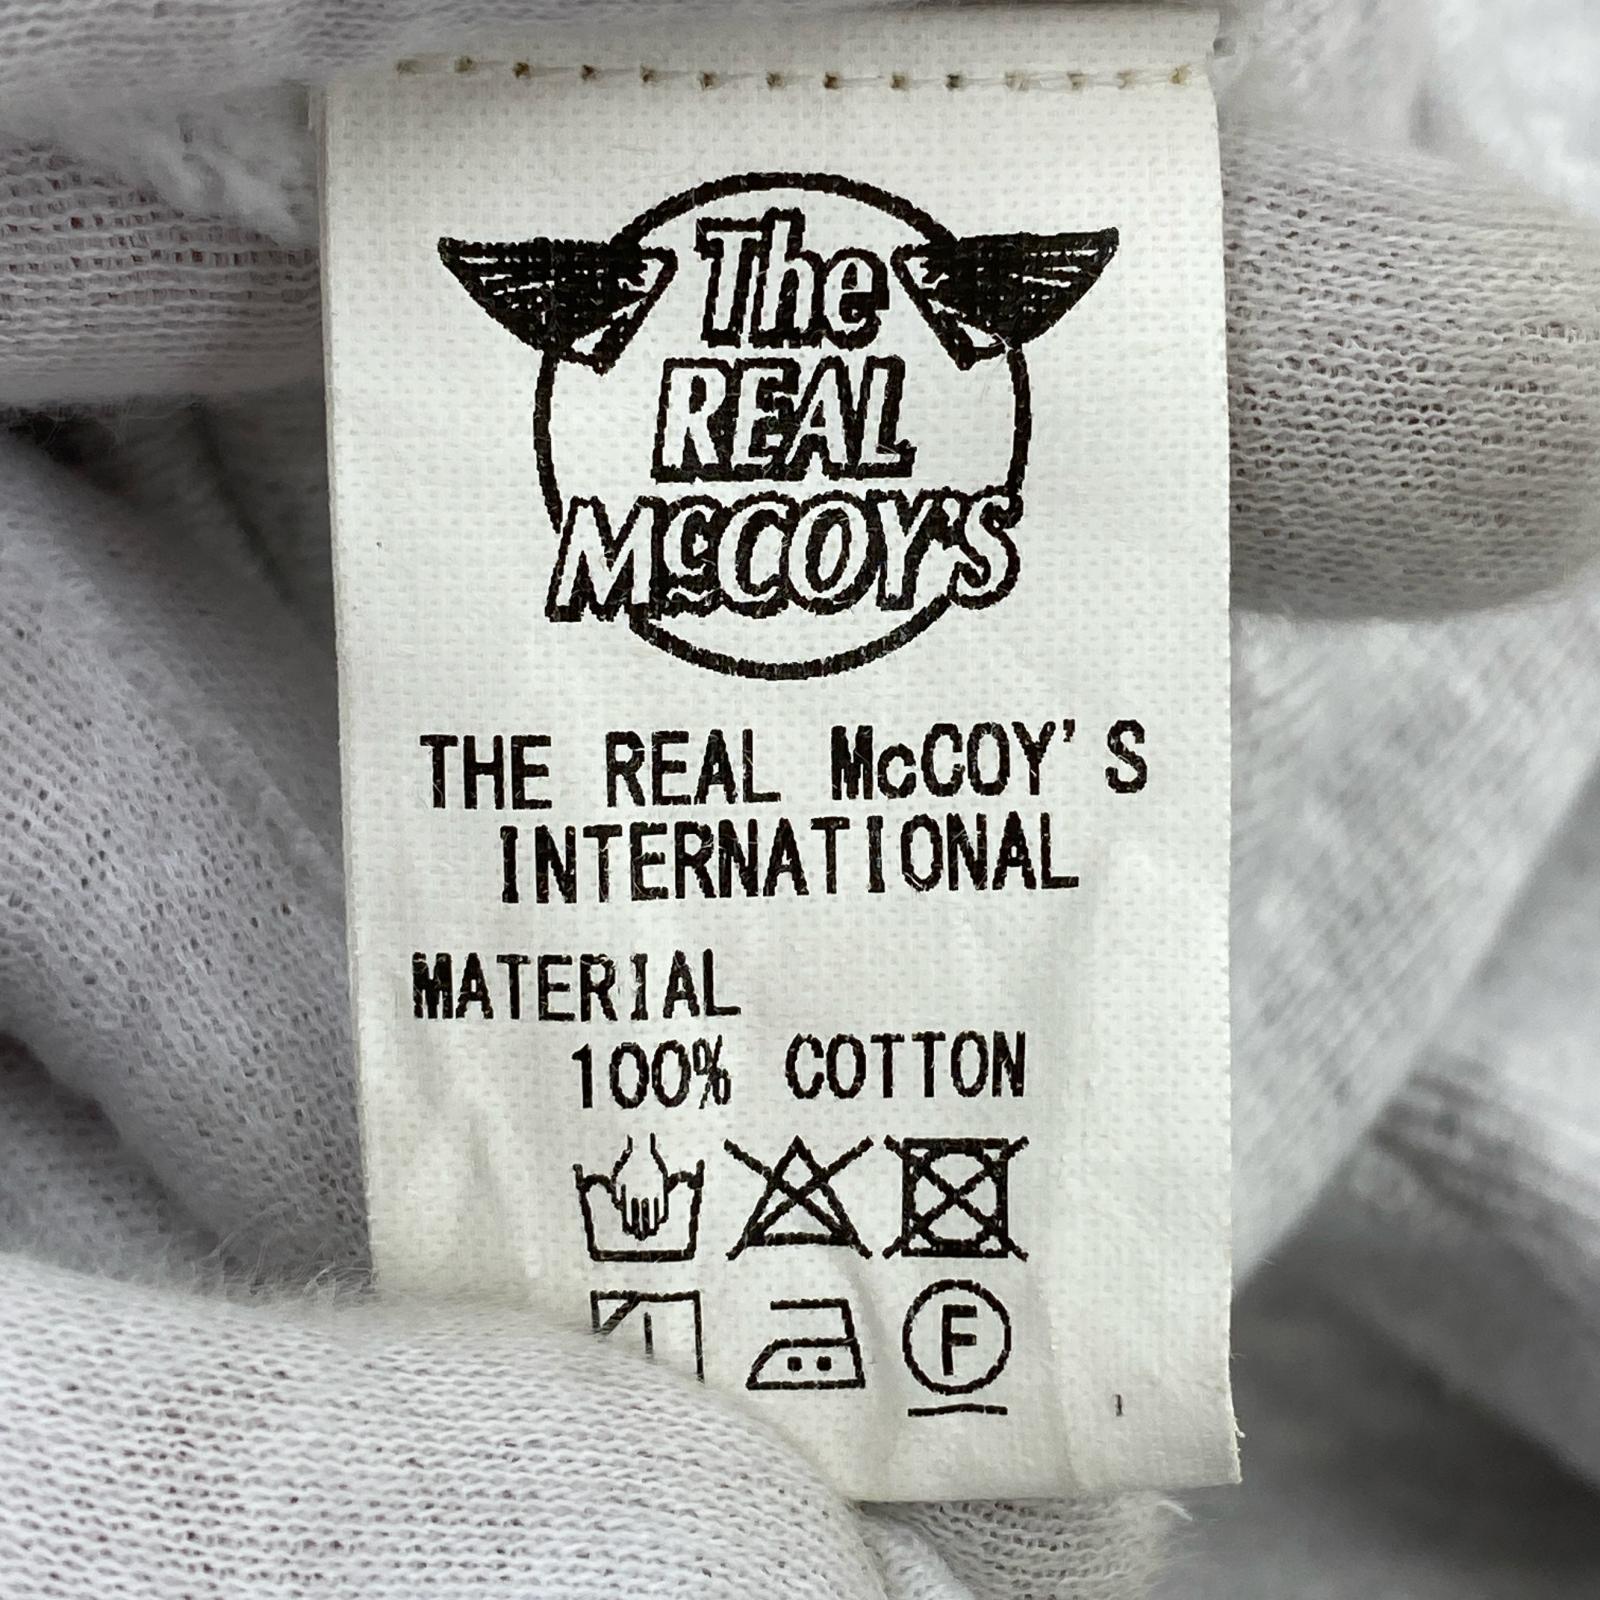 The
REAL
McCOY'S
THE REAL McCOY'S
INTERNATIONAL
MATERIAL
100% COTTON
F